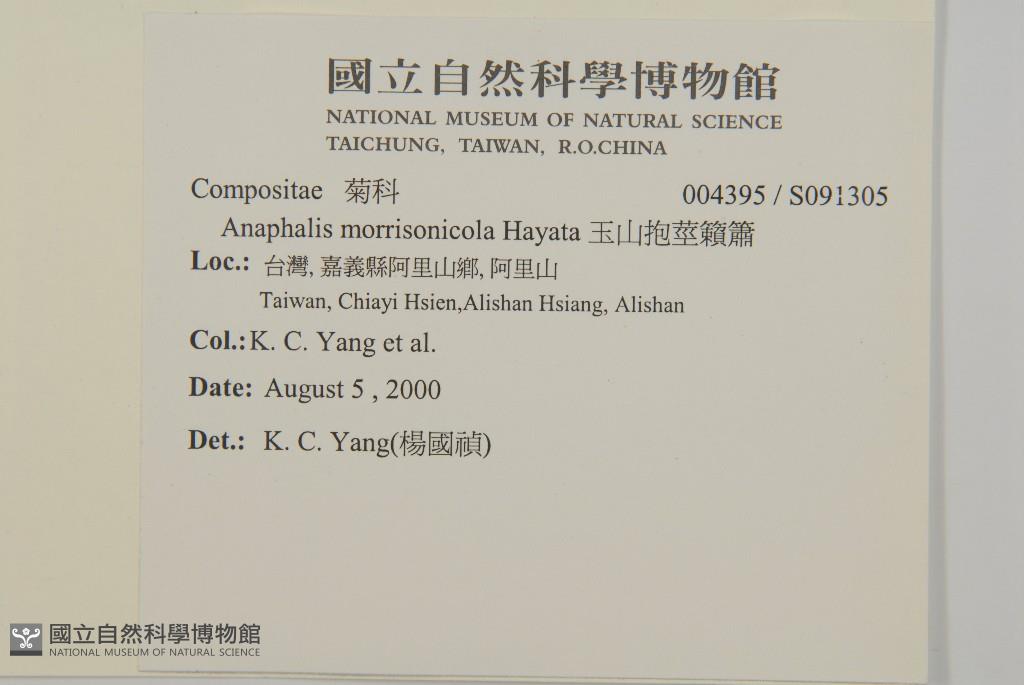 國立自然科學博物館
NATIONAL MUSEUM OF NATURAL SCIENCE
TAICHUNG, TAIWAN, R.O.CHINA
Compositae 菊科 004395 / S091305
Anaphalis morrisonicola Hayata 玉山抱莖籟簫
Loc.: 台灣, 嘉義縣阿里山鄉, 阿里山
Taiwan, Chiayi Hsien,Alishan Hsiang, Alishan
Col.:K. C. Yang et al.
Date: August 5 , 2000
Det.: K. C. Yang(楊國禎)
國立自然科學博物館
NATIONAL MUSEUM OF NATURAL SCIENCE